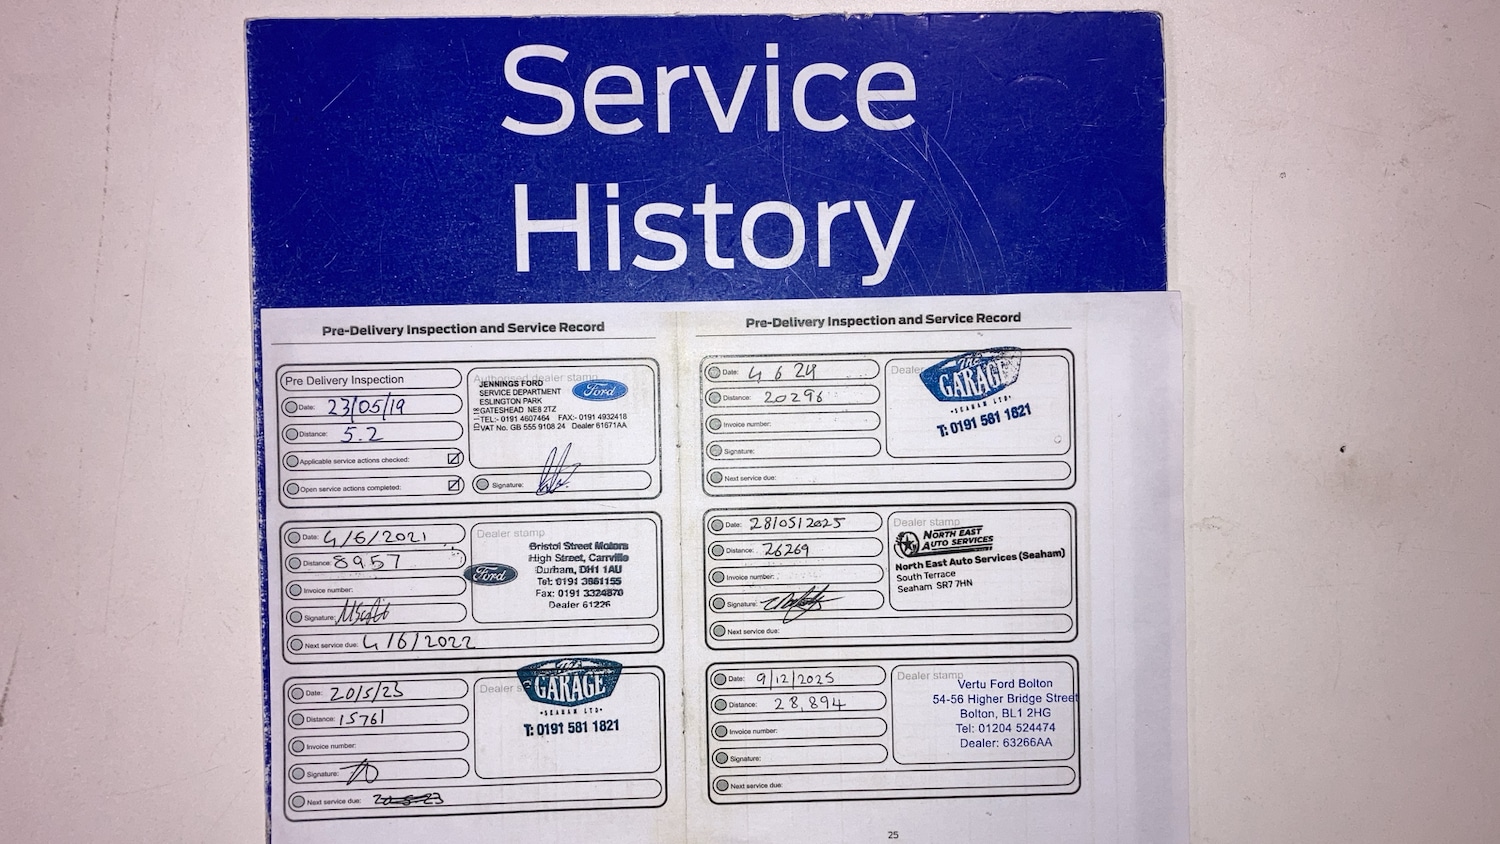 Service
History
Pre-Delivery Inspection and Service Record
Pre Delivery Inspection
Date: 23/05/19
Distance: 5.2
Applicable service actions checked:
Open service actions completed:
Authorised dealer stamp
JENNINGS FORD
SERVICE DEPARTMENT
ESLINGTON PARK
GATESHEAD NE8 2TZ
TEL:- 0191 4607464 FAX:- 0191 4932418
VAT No. GB 555 9108 24 Dealer 61671AA
Ford
Signature:
Date: 4/6/2021
Distance: 8957
Invoice number:
Signature:
Next service due: 4/6/2022
Dealer stamp
Ford
Bristol Street Motors
High Street, Carrville
Durham, DH1 1AU
Tel: 0191 3861155
Fax: 0191 3324870
Dealer 61226
Date: 20/5/23
Distance: 15761
Invoice number:
Signature:
Next service due: 20-5-23
Dealer
The
GARAGE
·SEAHAM LTD·
T: 0191 581 1821
Pre-Delivery Inspection and Service Record
Date: 4 6 24
Distance: 20296
Invoice number:
Signature:
Next service due:
Dealer
The
GARAGE
·SEAHAM LTD·
T: 0191 581 1821
Date: 28/05/2025
Distance: 26269
Invoice number:
Signature:
Next service due:
Dealer stamp
NORTH EAST
AUTO SERVICES
North East Auto Services (Seaham)
South Terrace
Seaham SR7 7HN
Date: 9/12/2025
Distance: 28,894
Invoice number:
Signature:
Next service due:
Dealer stamp
Vertu Ford Bolton
54-56 Higher Bridge Street
Bolton, BL1 2HG
Tel: 01204 524474
Dealer: 63266AA
25